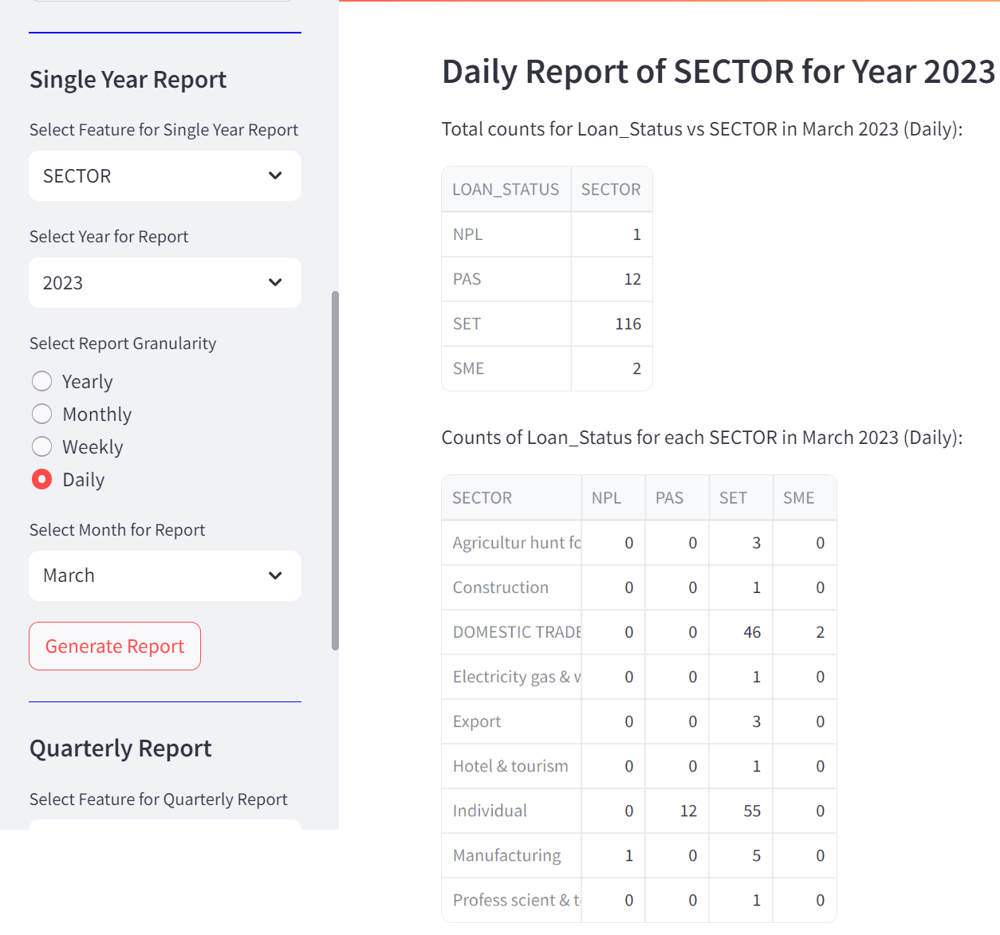 Single Year Report
Select Feature for Single Year Report
SECTOR
Select Year for Report
2023
Select Report Granularity
Yearly
Monthly
Weekly
Daily
Select Month for Report
March
Generate Report
Quarterly Report
Select Feature for Quarterly Report
Daily Report of SECTOR for Year 2023
Total counts for Loan_Status vs SECTOR in March 2023 (Daily):
LOAN_STATUS SECTOR
NPL 1
PAS 12
SET 116
SME 2
Counts of Loan_Status for each SECTOR in March 2023 (Daily):
SECTOR NPL PAS SET SME
Agricultur hunt fo 0 0 3 0
Construction 0 0 1 0
DOMESTIC TRADE 0 0 46 2
Electricity gas & w 0 0 1 0
Export 0 0 3 0
Hotel & tourism 0 0 1 0
Individual 0 12 55 0
Manufacturing 1 0 5 0
Profess scient & t 0 0 1 0